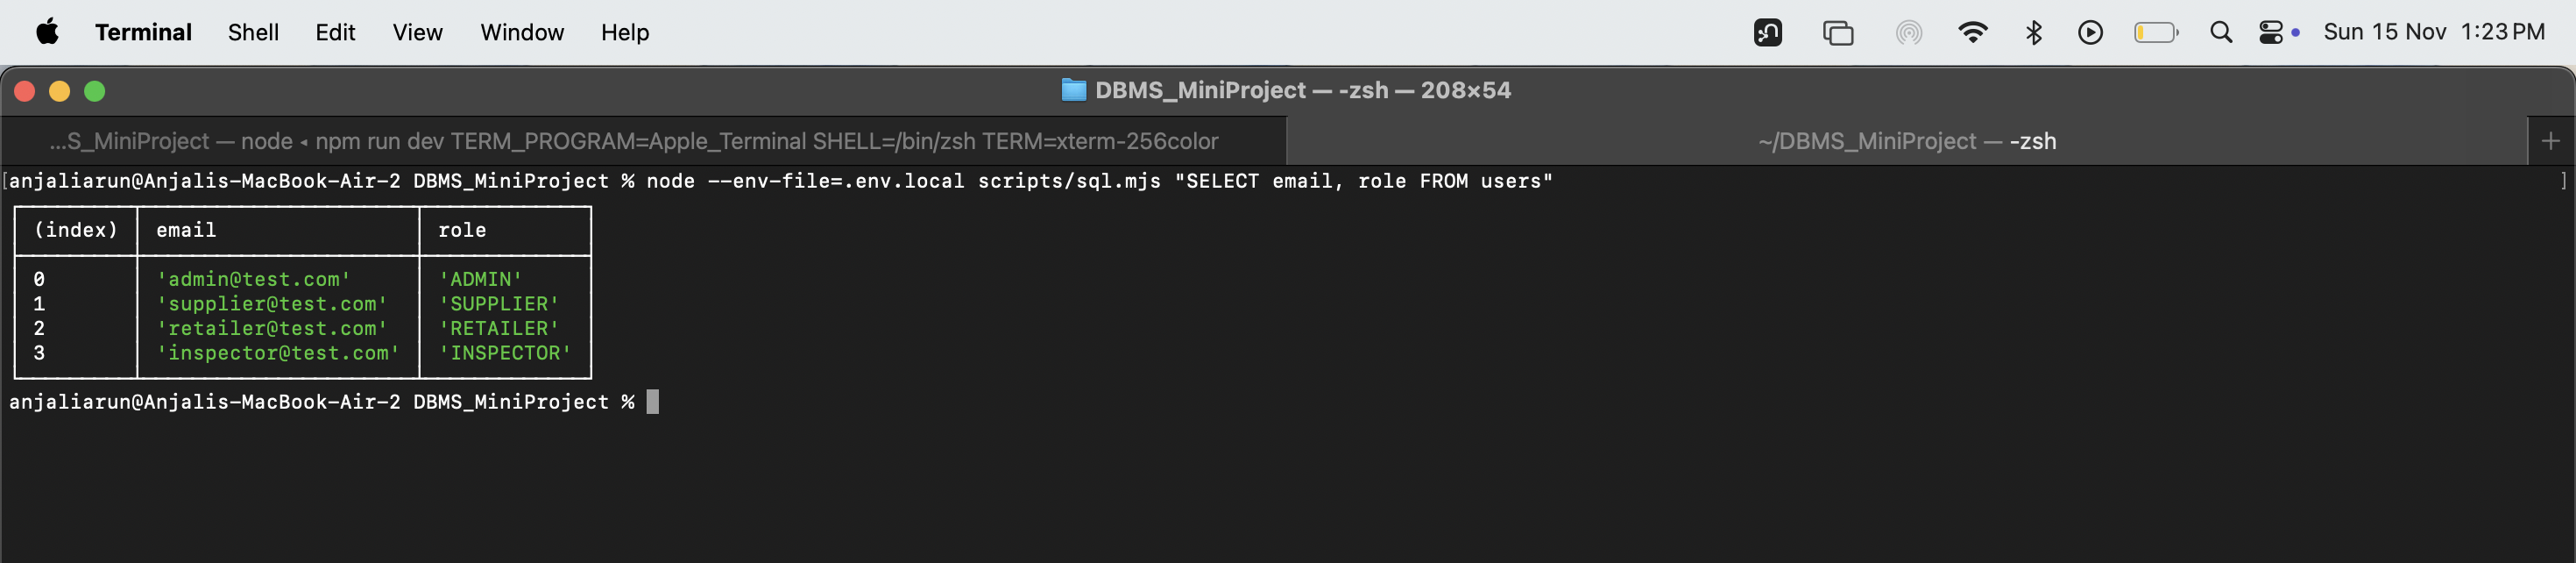 Terminal Shell Edit View Window Help Sun 15 Nov 1:23 PM
DBMS_MiniProject — -zsh — 208×54
...S_MiniProject — node ◂ npm run dev TERM_PROGRAM=Apple_Terminal SHELL=/bin/zsh TERM=xterm-256color ~/DBMS_MiniProject — -zsh +
[anjaliarun@Anjalis-MacBook-Air-2 DBMS_MiniProject % node --env-file=.env.local scripts/sql.mjs "SELECT email, role FROM users" ]
(index) email role
0 'admin@test.com' 'ADMIN'
1 'supplier@test.com' 'SUPPLIER'
2 'retailer@test.com' 'RETAILER'
3 'inspector@test.com' 'INSPECTOR'
anjaliarun@Anjalis-MacBook-Air-2 DBMS_MiniProject %